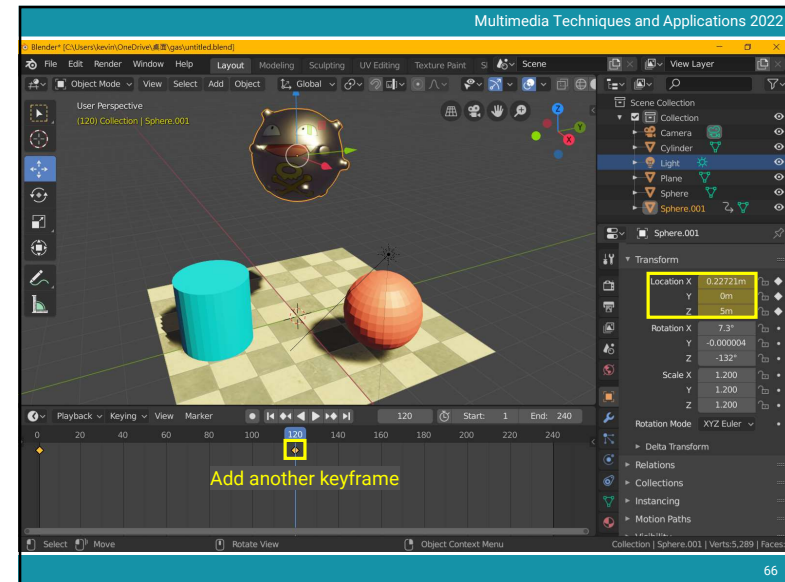 Multimedia Techniques and Applications 2022
Blender* [C:\Users\kevin\OneDrive\桌面\gas\untitled.blend]
File Edit Render Window Help Layout Modeling Sculpting UV Editing Texture Paint S Scene View Layer
Object Mode View Select Add Object Global
User Perspective
(120) Collection | Sphere.001
Z
Y
X
Scene Collection
Collection
Camera
Cylinder
Light
Plane
Sphere
Sphere.001
Sphere.001
Transform
Location X 0.22721m
Y 0m
Z 5m
Rotation X 7.3°
Y -0.000004
Z -132°
Scale X 1.200
Y 1.200
Z 1.200
Rotation Mode XYZ Euler
Delta Transform
Relations
Collections
Instancing
Motion Paths
Visibility
Playback Keying View Marker 120 Start: 1 End: 240
0 20 40 60 80 100 120 140 160 180 200 220 240
Add another keyframe
Select Move Rotate View Object Context Menu Collection | Sphere.001 | Verts:5,289 | Faces:
66